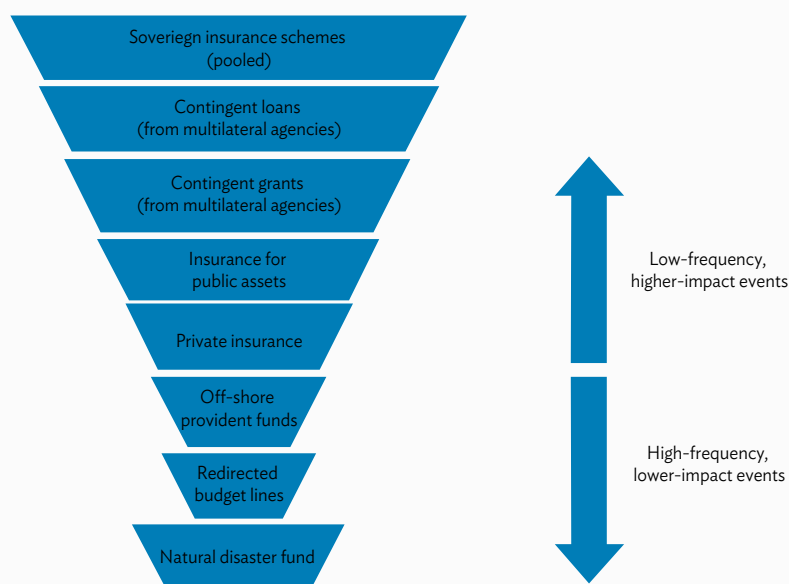 Soveriegn insurance schemes
(pooled)
Contingent loans
(from multilateral agencies)
Contingent grants
(from multilateral agencies)
Insurance for
public assets
Private insurance
Off-shore
provident funds
Redirected
budget lines
Natural disaster fund
Low-frequency,
higher-impact events
High-frequency,
lower-impact events